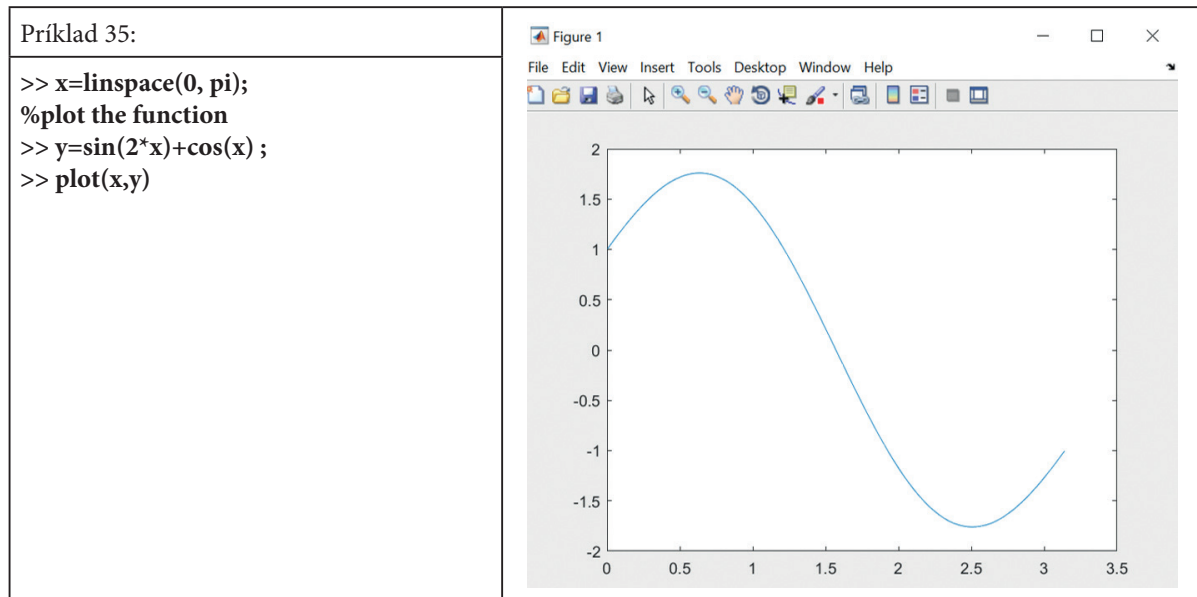 Príklad 35:
>> x=linspace(0, pi);
%plot the function
>> y=sin(2*x)+cos(x) ;
>> plot(x,y)
Figure 1
File Edit View Insert Tools Desktop Window Help
2
1.5
1
0.5
0
-0.5
-1
-1.5
-2
0 0.5 1 1.5 2 2.5 3 3.5